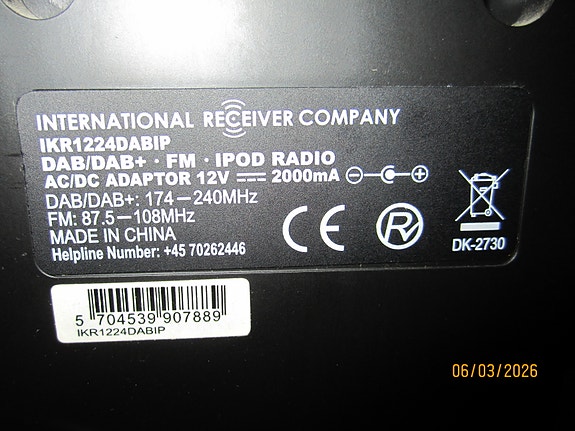 INTERNATIONAL RECEIVER COMPANY
IKR1224DABIP
DAB/DAB+ · FM · IPOD RADIO
AC/DC ADAPTOR 12V ⎓ 2000mA
DAB/DAB+: 174–240MHz
FM: 87.5–108MHz
MADE IN CHINA
Helpline Number: +45 70262446
CE
R
DK-2730
5 704539 907889
IKR1224DABIP
06/03/2026